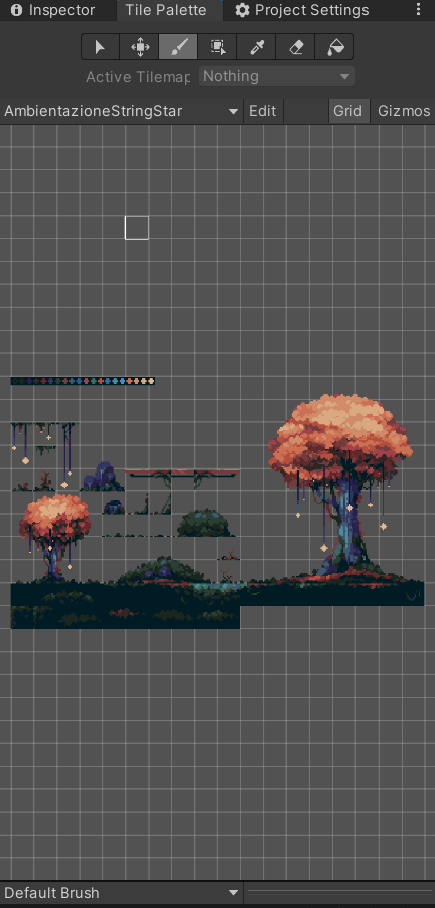 Inspector Tile Palette Project Settings
Active Tilemap Nothing
AmbientazioneStringStar Edit Grid Gizmos
Default Brush